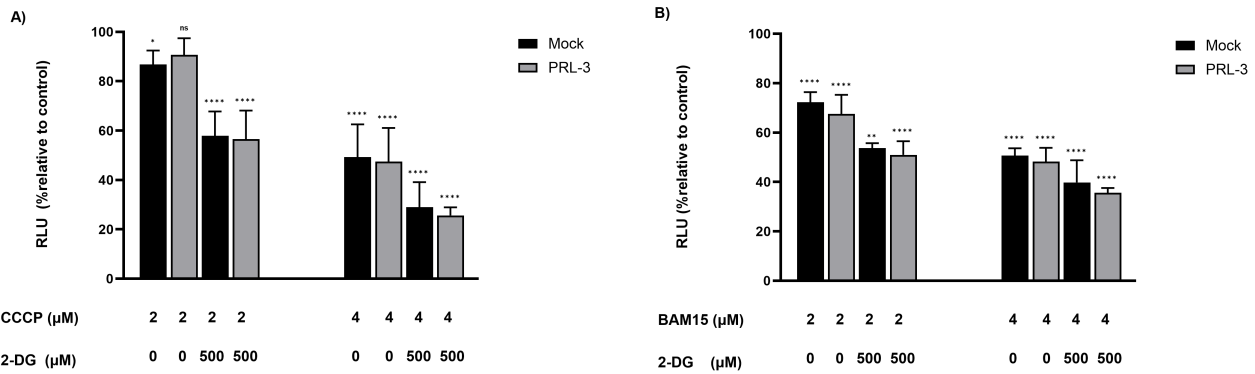 A)
RLU (%relative to control)
100
80
60
40
20
0
* ns **** **** **** **** **** ****
Mock
PRL-3
CCCP (µM) 2 2 2 2 4 4 4 4
2-DG (µM) 0 0 500 500 0 0 500 500
B)
RLU (%relative to control)
100
80
60
40
20
0
**** **** ** **** **** **** **** ****
Mock
PRL-3
BAM15 (µM) 2 2 2 2 4 4 4 4
2-DG (µM) 0 0 500 500 0 0 500 500